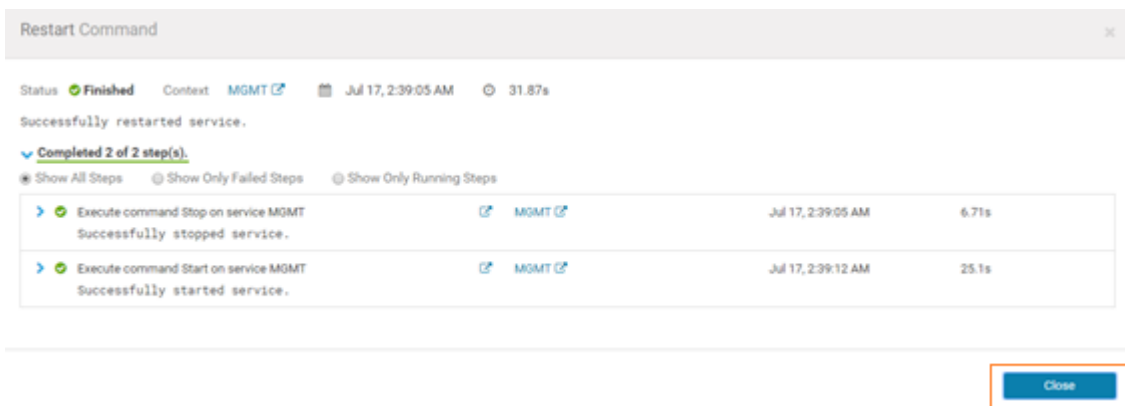 Restart Command
Status Finished Context MGMT Jul 17, 2:39:05 AM 31.87s
Successfully restarted service.
Completed 2 of 2 step(s).
Show All Steps Show Only Failed Steps Show Only Running Steps
Execute command Stop on service MGMT MGMT Jul 17, 2:39:05 AM 6.71s
Successfully stopped service.
Execute command Start on service MGMT MGMT Jul 17, 2:39:12 AM 25.1s
Successfully started service.
Close